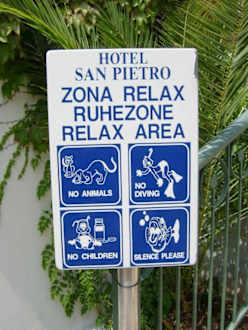 HOTEL
SAN PIETRO
ZONA RELAX
RUHEZONE
RELAX AREA
NO ANIMALS
NO
DIVING
NO CHILDREN
SILENCE PLEASE